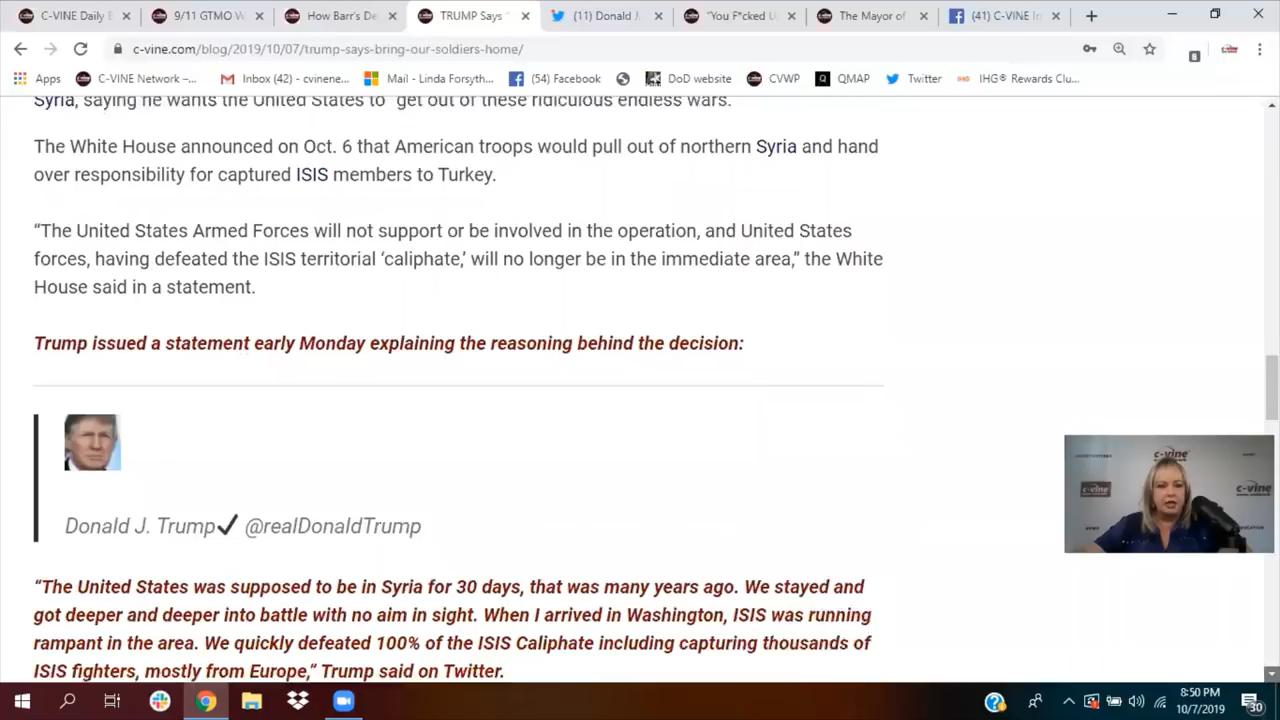 C-VINE Daily
9/11 GTMO W
How Barr's De
TRUMP Says "
(11) Donald J.
"You F*cked U
The Mayor of
(41) C-VINE In
c-vine.com/blog/2019/10/07/trump-says-bring-our-soldiers-home/
Apps
C-VINE Network –...
Inbox (42) - cvinene...
Mail - Linda Forsyth...
(54) Facebook
DoD website
CVWP
QMAP
Twitter
IHG® Rewards Clu...
Syria, saying he wants the United States to "get out of these ridiculous endless wars."
The White House announced on Oct. 6 that American troops would pull out of northern Syria and hand
over responsibility for captured ISIS members to Turkey.
“The United States Armed Forces will not support or be involved in the operation, and United States
forces, having defeated the ISIS territorial ‘caliphate,’ will no longer be in the immediate area,” the White
House said in a statement.
Trump issued a statement early Monday explaining the reasoning behind the decision:
Donald J. Trump✔ @realDonaldTrump
“The United States was supposed to be in Syria for 30 days, that was many years ago. We stayed and
got deeper and deeper into battle with no aim in sight. When I arrived in Washington, ISIS was running
rampant in the area. We quickly defeated 100% of the ISIS Caliphate including capturing thousands of
ISIS fighters, mostly from Europe,” Trump said on Twitter.
c-vine
c-vine
c-vine
8:50 PM
10/7/2019
30